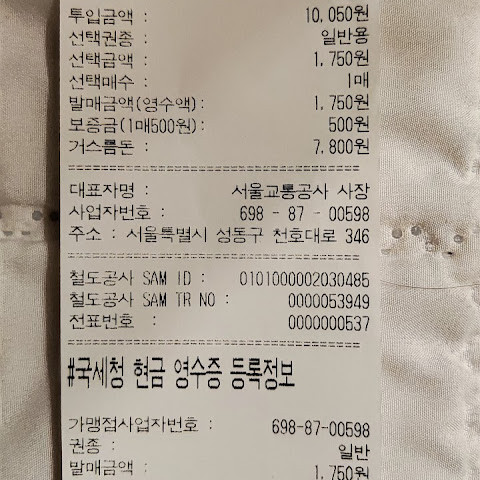 투입금액 : 10,050원
선택권종 : 일반용
선택금액 : 1,750원
선택매수 : 1매
발매금액(영수액) : 1,750원
보증금(1매500원) : 500원
거스름돈 : 7,800원
대표자명 : 서울교통공사 사장
사업자번호 : 698 - 87 - 00598
주소 : 서울특별시 성동구 천호대로 346
철도공사 SAM ID : 0101000002030485
철도공사 SAM TR NO : 0000053949
전표번호 : 0000000537
#국세청 현금 영수증 등록정보
가맹점사업자번호 : 698-87-00598
권종 : 일반
발매금액 : 1,750원